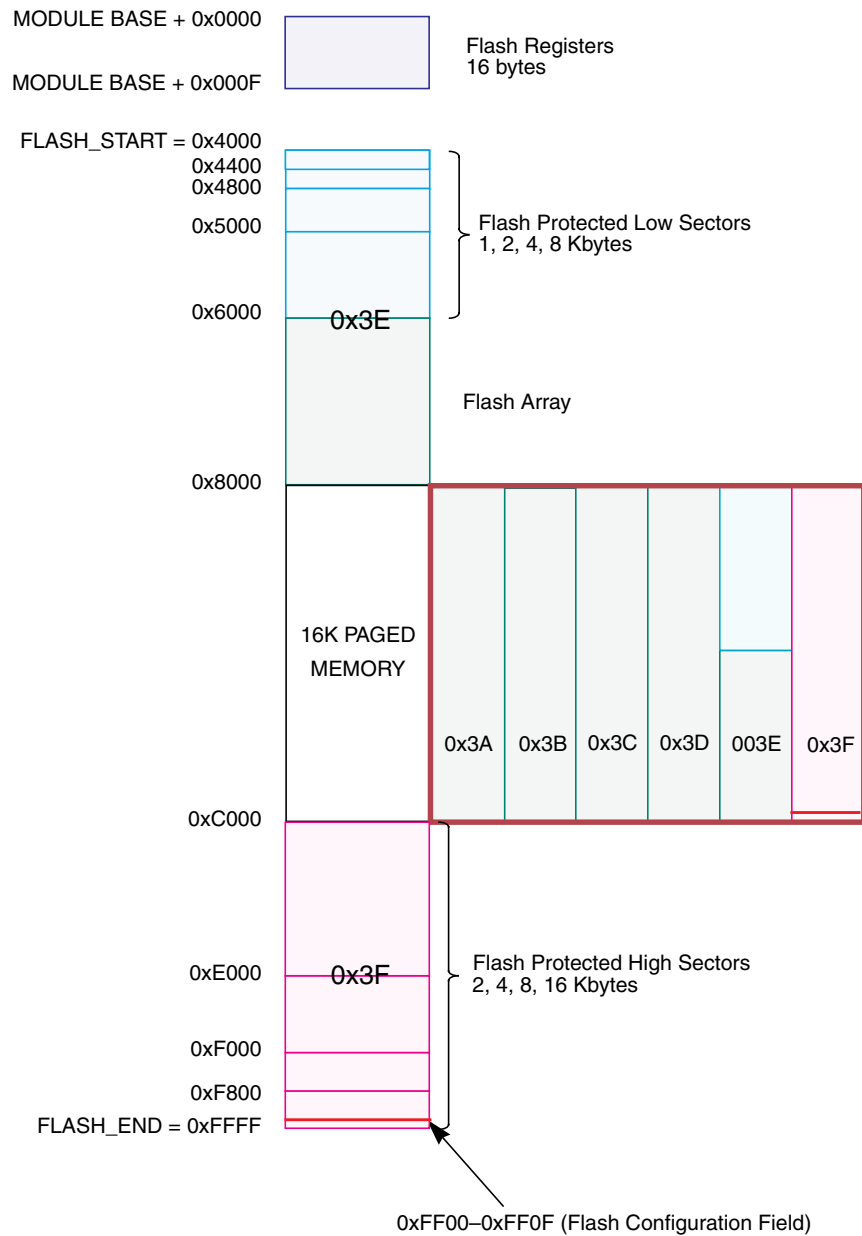 MODULE BASE + 0x0000
Flash Registers
16 bytes
MODULE BASE + 0x000F
FLASH_START = 0x4000
0x4400
0x4800
0x5000
Flash Protected Low Sectors
1, 2, 4, 8 Kbytes
0x6000
0x3E
Flash Array
0x8000
16K PAGED
MEMORY
0x3A
0x3B
0x3C
0x3D
003E
0x3F
0xC000
0xE000
0x3F
Flash Protected High Sectors
2, 4, 8, 16 Kbytes
0xF000
0xF800
FLASH_END = 0xFFFF
0xFF00–0xFF0F (Flash Configuration Field)